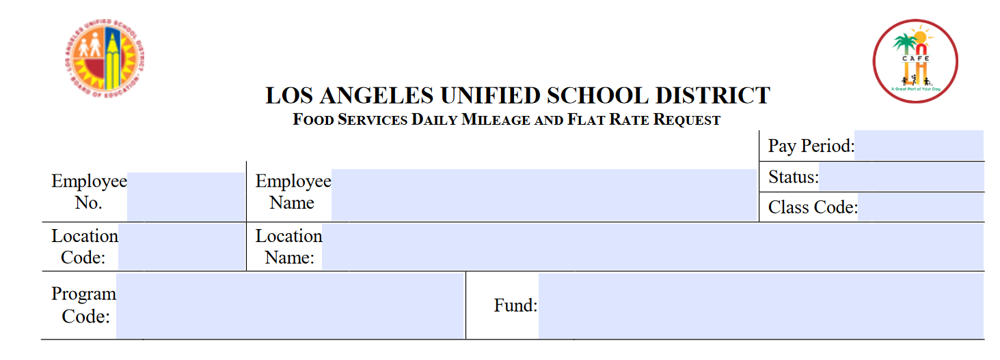 LOS ANGELES UNIFIED SCHOOL DISTRICT
BOARD OF EDUCATION
CAFE
LA
A Great Part of Your Day
LOS ANGELES UNIFIED SCHOOL DISTRICT
FOOD SERVICES DAILY MILEAGE AND FLAT RATE REQUEST
Pay Period:
Employee
No.
Employee
Name
Status:
Class Code:
Location
Code:
Location
Name:
Program
Code:
Fund: